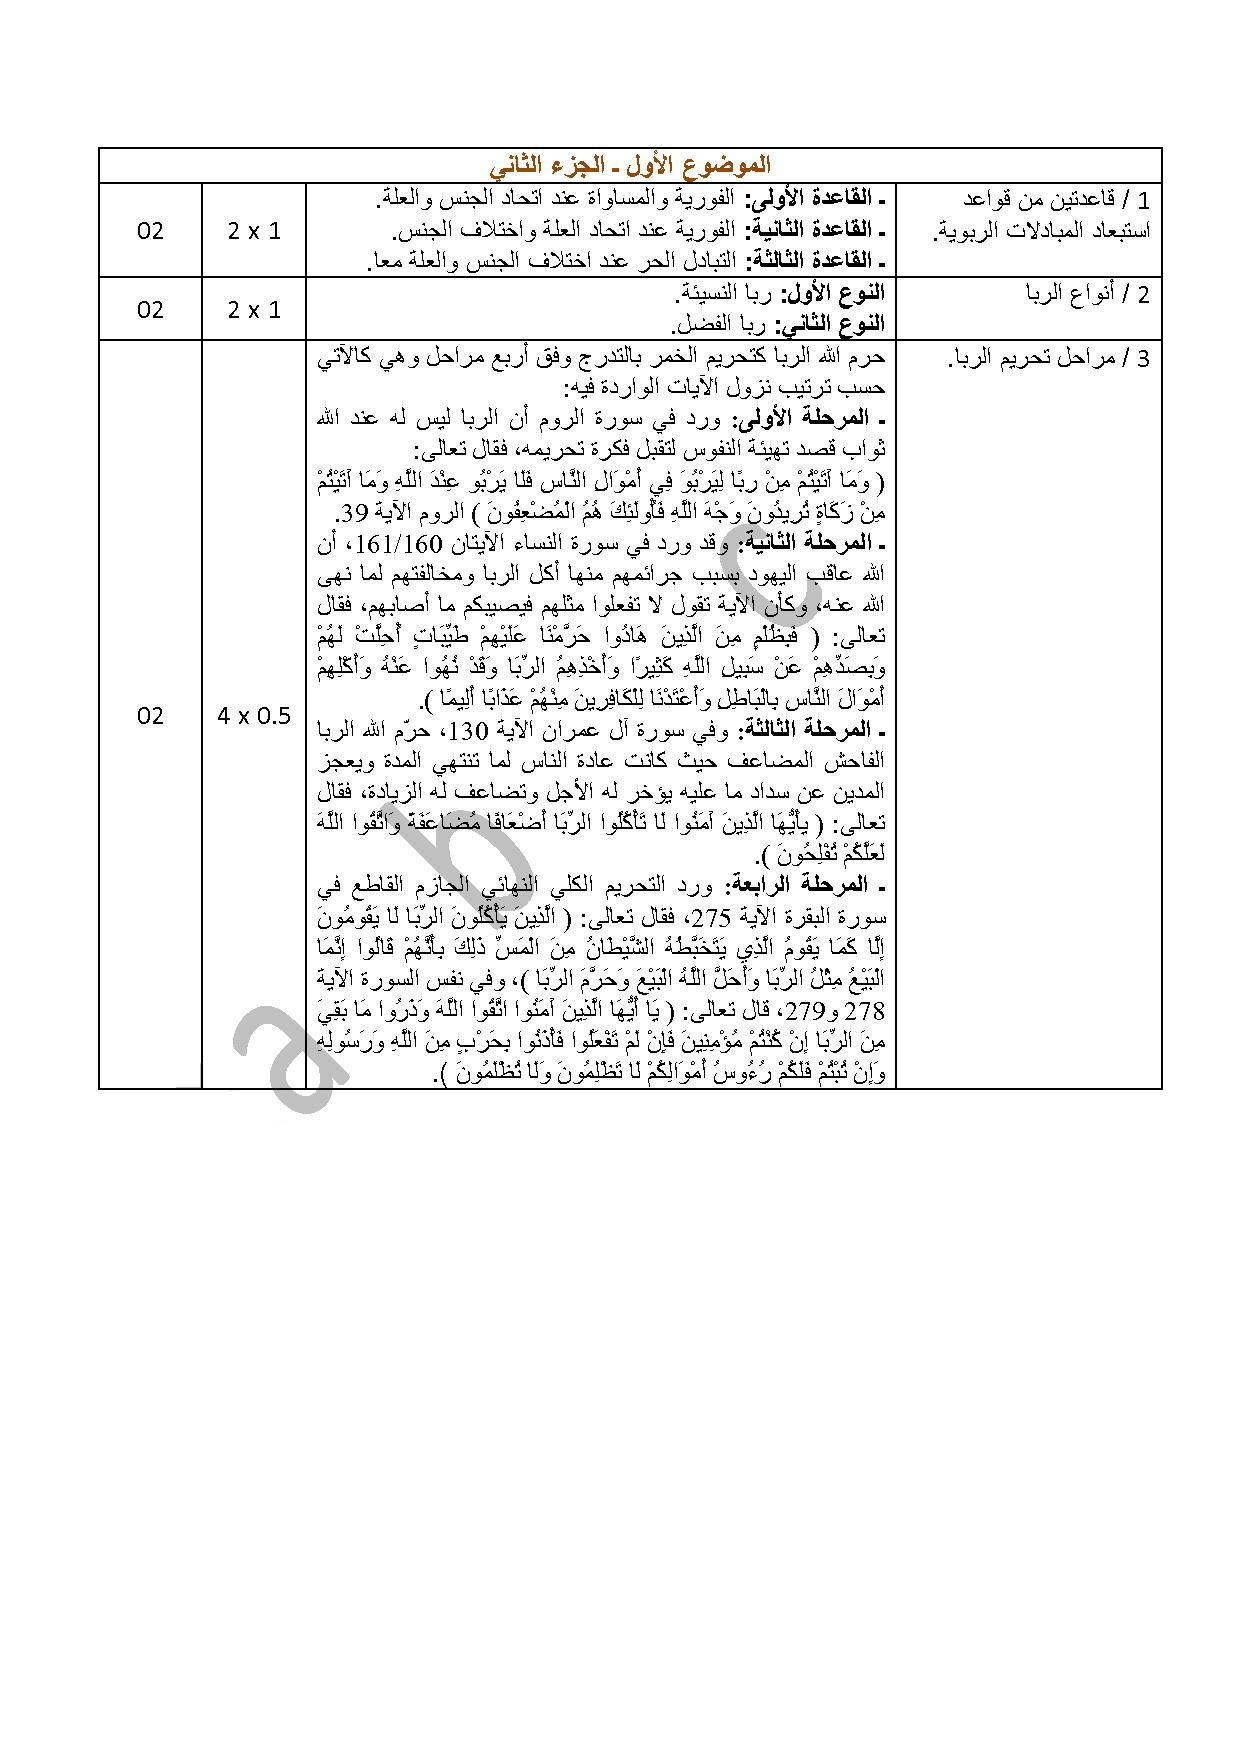 الموضوع الأول ـ الجزء الثاني
1 / قاعدتين من قواعد
استبعاد المبادلات الربوية.
ـ القاعدة الأولى: الفورية والمساواة عند اتحاد الجنس والعلة.
ـ القاعدة الثانية: الفورية عند اتحاد العلة واختلاف الجنس.
ـ القاعدة الثالثة: التبادل الحر عند اختلاف الجنس والعلة معا.
2 x 1
02
2 / أنواع الربا
النوع الأول: ربا النسيئة.
النوع الثاني: ربا الفضل.
2 x 1
02
3 / مراحل تحريم الربا.
حرم الله الربا كتحريم الخمر بالتدرج وفق أربع مراحل وهي كالآتي
حسب ترتيب نزول الآيات الواردة فيه:
ـ المرحلة الأولى: ورد في سورة الروم أن الربا ليس له عند الله
ثواب قصد تهيئة النفوس لتقبل فكرة تحريمه، فقال تعالى:
( وَمَا آتَيْتُمْ مِنْ رِبًا لِيَرْبُوَ فِي أَمْوَالِ النَّاسِ فَلَا يَرْبُو عِنْدَ اللَّهِ وَمَا آتَيْتُمْ
مِنْ زَكَاةٍ تُرِيدُونَ وَجْهَ اللَّهِ فَأُولَئِكَ هُمُ الْمُضْعِفُونَ ) الروم الآية 39.
ـ المرحلة الثانية: وقد ورد في سورة النساء الآيتان 161/160، أن
الله عاقب اليهود بسبب جرائمهم منها أكل الربا ومخالفتهم لما نهى
الله عنه، وكأن الآية تقول لا تفعلوا مثلهم فيصيبكم ما أصابهم، فقال
تعالى: ( فَبِظُلْمٍ مِنَ الَّذِينَ هَادُوا حَرَّمْنَا عَلَيْهِمْ طَيِّبَاتٍ أُحِلَّتْ لَهُمْ
وَبِصَدِّهِمْ عَنْ سَبِيلِ اللَّهِ كَثِيرًا وَأَخْذِهِمُ الرِّبَا وَقَدْ نُهُوا عَنْهُ وَأَكْلِهِمْ
أَمْوَالَ النَّاسِ بِالْبَاطِلِ وَأَعْتَدْنَا لِلْكَافِرِينَ مِنْهُمْ عَذَابًا أَلِيمًا ).
ـ المرحلة الثالثة: وفي سورة آل عمران الآية 130، حرّم الله الربا
الفاحش المضاعف حيث كانت عادة الناس لما تنتهي المدة ويعجز
المدين عن سداد ما عليه يؤخر له الأجل وتضاعف له الزيادة، فقال
تعالى: ( يأَيُّهَا الَّذِينَ آمَنُوا لَا تَأْكُلُوا الرِّبَا أَضْعَافًا مُضَاعَفَةً وَاتَّقُوا اللَّهَ
لَعَلَّكُمْ تُفْلِحُونَ ).
ـ المرحلة الرابعة: ورد التحريم الكلي النهائي الجازم القاطع في
سورة البقرة الآية 275، فقال تعالى: ( الَّذِينَ يَأْكُلُونَ الرِّبَا لَا يَقُومُونَ
إِلَّا كَمَا يَقُومُ الَّذِي يَتَخَبَّطُهُ الشَّيْطَانُ مِنَ الْمَسِّ ذَلِكَ بِأَنَّهُمْ قَالُوا إِنَّمَا
الْبَيْعُ مِثْلُ الرِّبَا وَأَحَلَّ اللَّهُ الْبَيْعَ وَحَرَّمَ الرِّبَا )، وفي نفس السورة الآية
278 و279، قال تعالى: ( يَا أَيُّهَا الَّذِينَ آمَنُوا اتَّقُوا اللَّهَ وَذَرُوا مَا بَقِيَ
مِنَ الرِّبَا إِنْ كُنْتُمْ مُؤْمِنِينَ فَإِنْ لَمْ تَفْعَلُوا فَأْذَنُوا بِحَرْبٍ مِنَ اللَّهِ وَرَسُولِهِ
وَإِنْ تُبْتُمْ فَلَكُمْ رُءُوسُ أَمْوَالِكُمْ لَا تَظْلِمُونَ وَلَا تُظْلَمُونَ ).
4 x 0.5
02
a b c